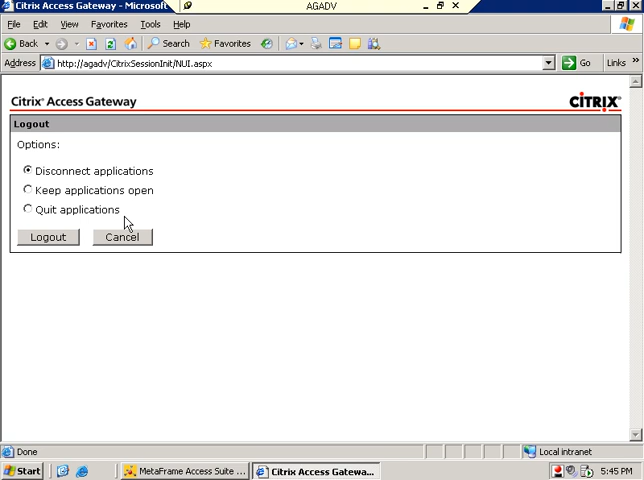 Citrix Access Gateway - Microsoft
AGADV
File Edit View Favorites Tools Help
Back Search Favorites
Address http://agadv/CitrixSessionInit/NUI.aspx Go Links »
Citrix® Access Gateway CITRIX®
Logout
Options:
Disconnect applications
Keep applications open
Quit applications
Logout Cancel
Done Local intranet
Start MetaFrame Access Suite ... Citrix Access Gatewa... 5:45 PM